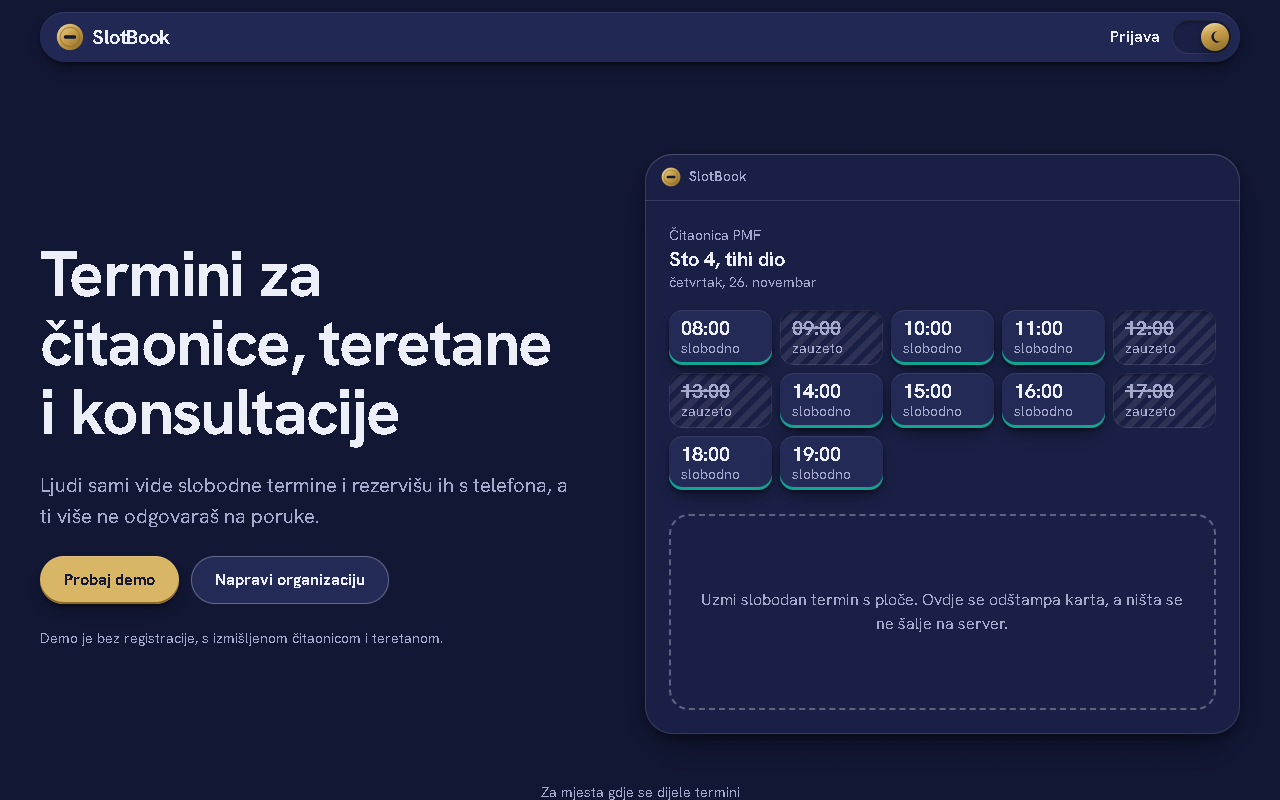 SlotBook
Prijava
Termini za
čitaonice, teretane
i konsultacije
Ljudi sami vide slobodne termine i rezervišu ih s telefona, a
ti više ne odgovaraš na poruke.
Probaj demo
Napravi organizaciju
Demo je bez registracije, s izmišljenom čitaonicom i teretanom.
SlotBook
Čitaonica PMF
Sto 4, tihi dio
četvrtak, 26. novembar
08:00 09:00 10:00 11:00 12:00
slobodno zauzeto slobodno slobodno zauzeto
13:00 14:00 15:00 16:00 17:00
zauzeto slobodno slobodno slobodno zauzeto
18:00 19:00
slobodno slobodno
Uzmi slobodan termin s ploče. Ovdje se odštampa karta, a ništa se
ne šalje na server.
Za mjesta gdje se dijele termini